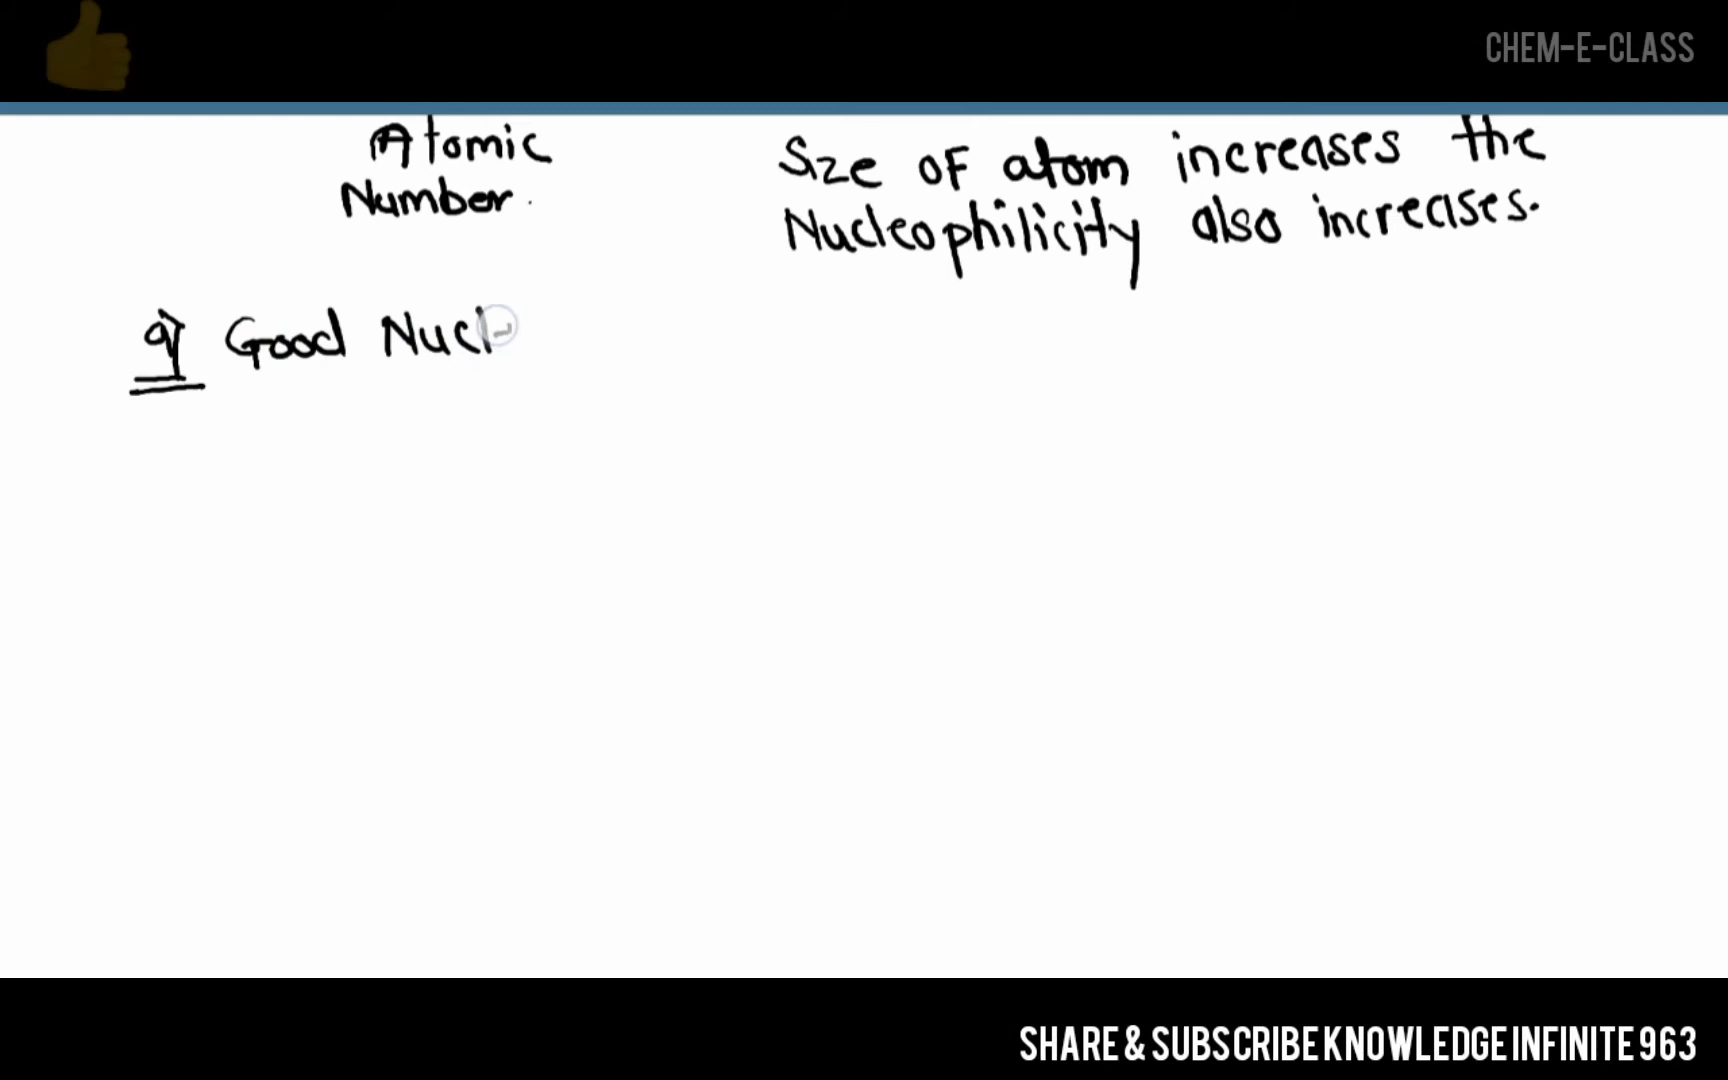 CHEM-E-CLASS
Atomic
Number.
Size of atom increases the
Nucleophilicity also increases.
9) Good Nucl
SHARE & SUBSCRIBE KNOWLEDGE INFINITE 963